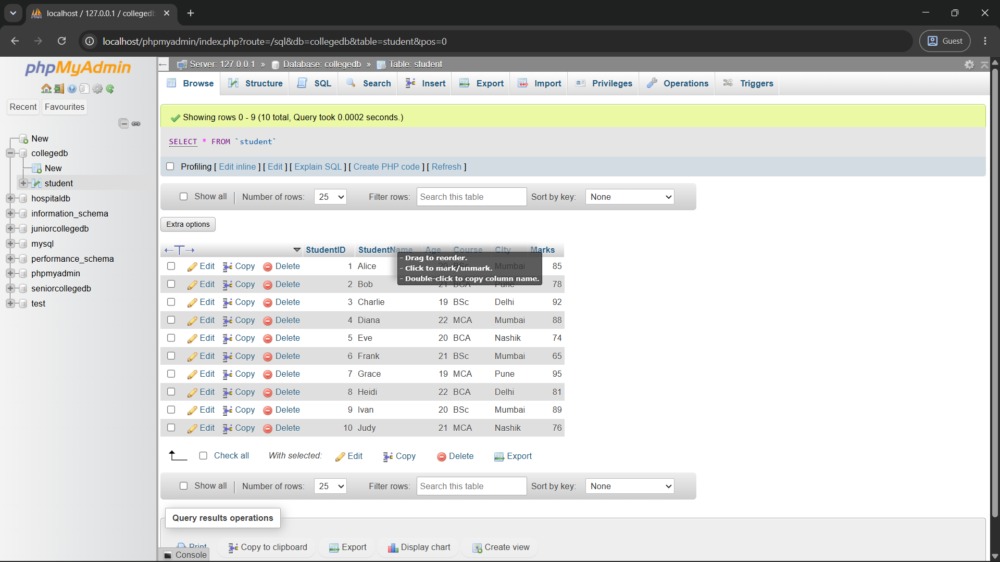 localhost / 127.0.0.1 / collegedb
localhost/phpmyadmin/index.php?route=/sql&db=collegedb&table=student&pos=0
Guest
phpMyAdmin
Recent Favourites
New
collegedb
New
student
hospitaldb
information_schema
juniorcollegedb
mysql
performance_schema
phpmyadmin
seniorcollegedb
test
Server: 127.0.0.1 » Database: collegedb » Table: student
Browse Structure SQL Search Insert Export Import Privileges Operations Triggers
Showing rows 0 - 9 (10 total, Query took 0.0002 seconds.)
SELECT * FROM `student`
Profiling [ Edit inline ] [ Edit ] [ Explain SQL ] [ Create PHP code ] [ Refresh ]
Show all Number of rows: 25 Filter rows: Search this table Sort by key: None
Extra options
←T→ StudentID StudentName Age Course City Marks
- Drag to reorder.
- Click to mark/unmark.
- Double-click to copy column name.
Edit Copy Delete 1 Alice 20 BSc Mumbai 85
Edit Copy Delete 2 Bob 21 BCA Pune 78
Edit Copy Delete 3 Charlie 19 BSc Delhi 92
Edit Copy Delete 4 Diana 22 MCA Mumbai 88
Edit Copy Delete 5 Eve 20 BCA Nashik 74
Edit Copy Delete 6 Frank 21 BSc Mumbai 65
Edit Copy Delete 7 Grace 19 MCA Pune 95
Edit Copy Delete 8 Heidi 22 BCA Delhi 81
Edit Copy Delete 9 Ivan 20 BSc Mumbai 89
Edit Copy Delete 10 Judy 21 MCA Nashik 76
Check all With selected: Edit Copy Delete Export
Show all Number of rows: 25 Filter rows: Search this table Sort by key: None
Query results operations
Print Copy to clipboard Export Display chart Create view
Console